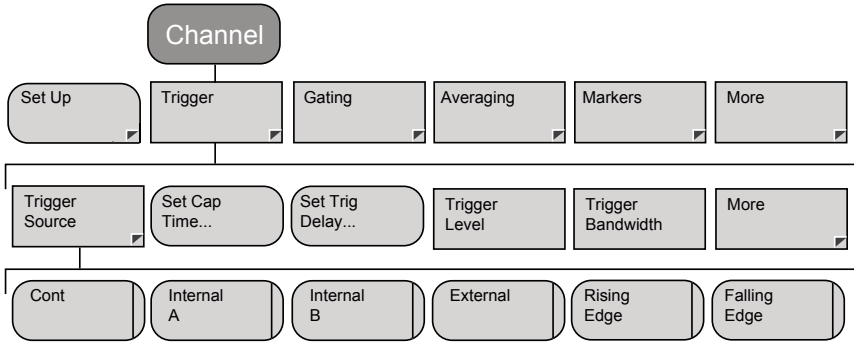 Channel
Set Up
Trigger
Gating
Averaging
Markers
More
Trigger
Source
Set Cap
Time...
Set Trig
Delay...
Trigger
Level
Trigger
Bandwidth
More
Cont
Internal
A
Internal
B
External
Rising
Edge
Falling
Edge